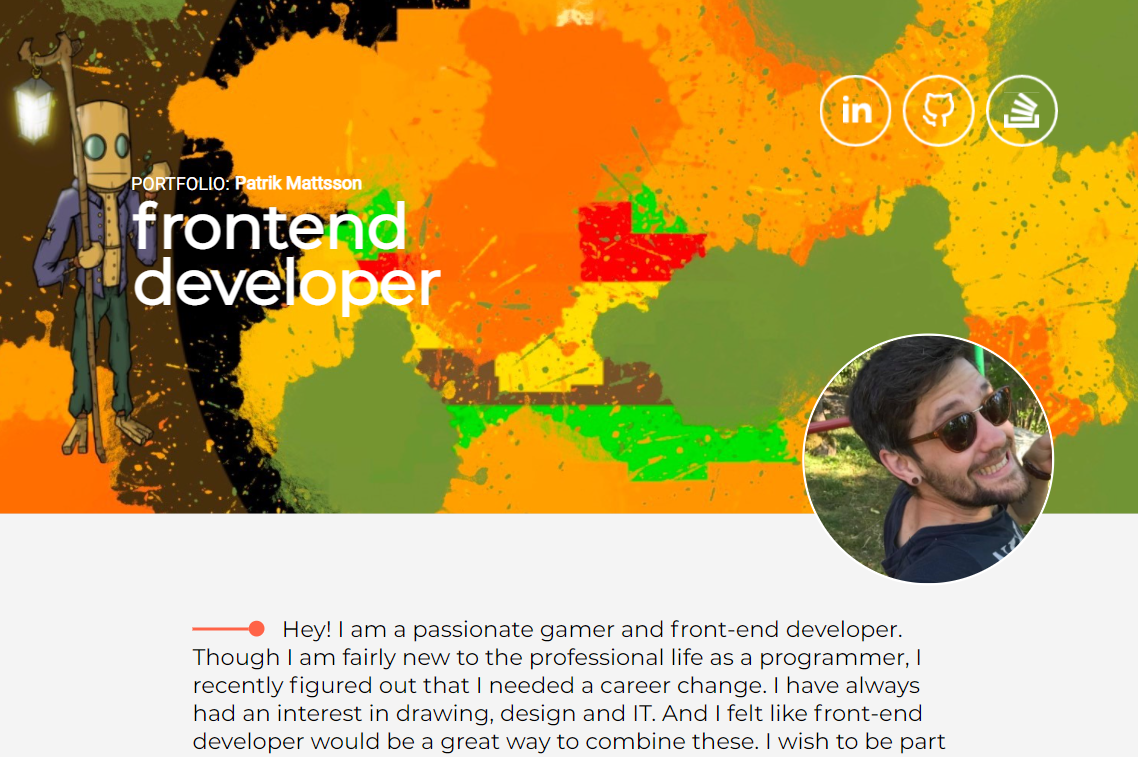 in
PORTFOLIO: Patrik Mattsson
frontend
developer
Hey! I am a passionate gamer and front-end developer.
Though I am fairly new to the professional life as a programmer, I
recently figured out that I needed a career change. I have always
had an interest in drawing, design and IT. And I felt like front-end
developer would be a great way to combine these. I wish to be part